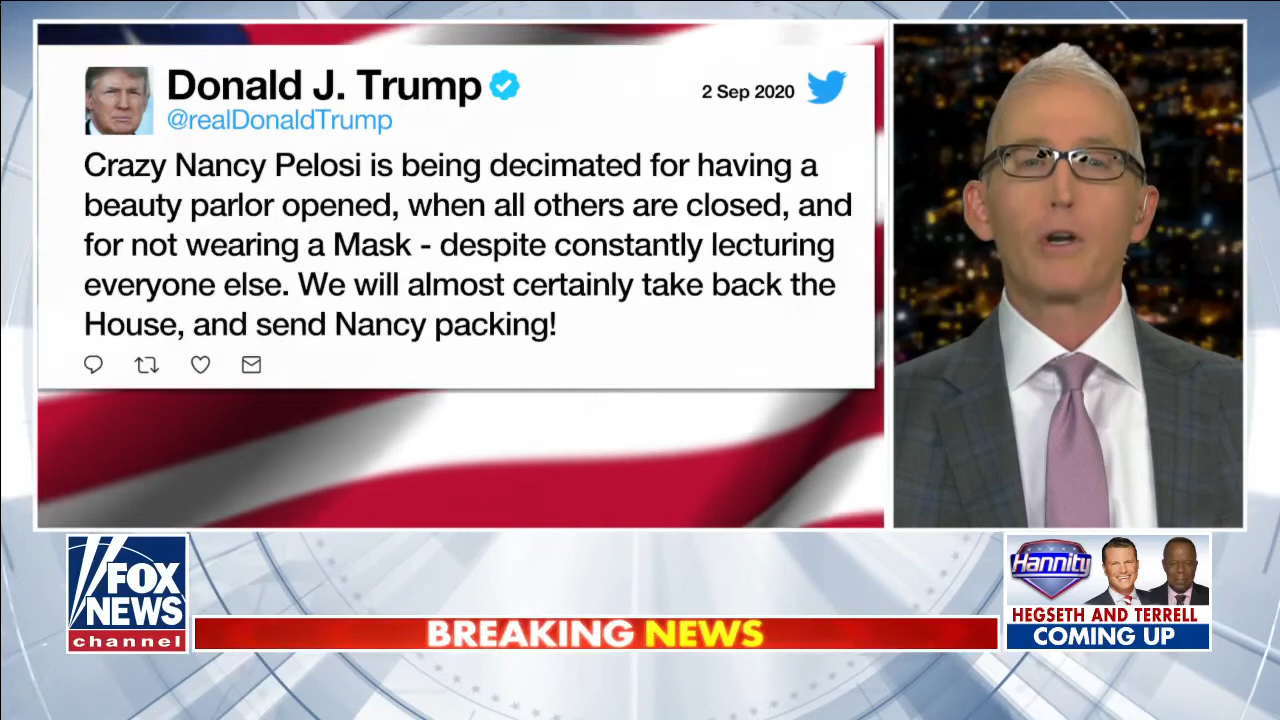 Donald J. Trump
@realDonaldTrump
2 Sep 2020
Crazy Nancy Pelosi is being decimated for having a
beauty parlor opened, when all others are closed, and
for not wearing a Mask - despite constantly lecturing
everyone else. We will almost certainly take back the
House, and send Nancy packing!
FOX
NEWS
channel
BREAKING NEWS
Hannity
HEGSETH AND TERRELL
COMING UP